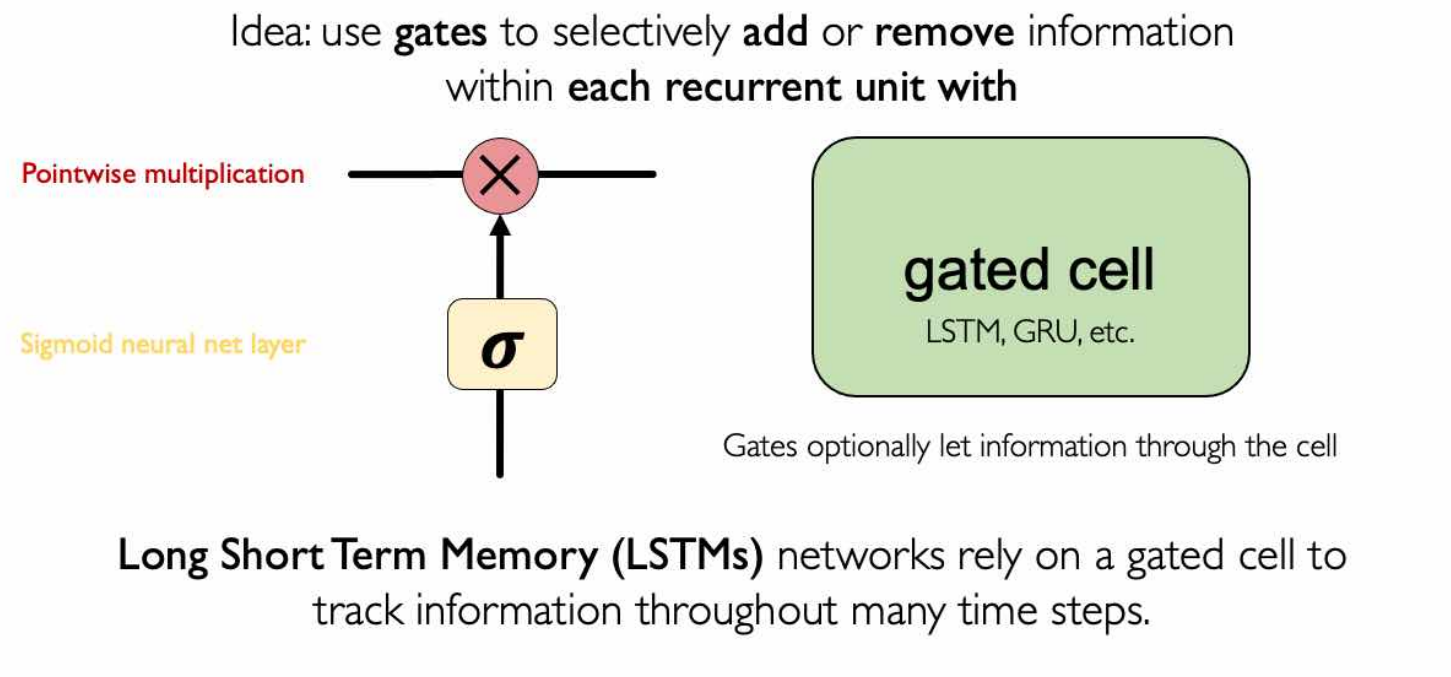 Idea: use gates to selectively add or remove information
within each recurrent unit with
Pointwise multiplication
×
Sigmoid neural net layer
σ
gated cell
LSTM, GRU, etc.
Gates optionally let information through the cell
Long Short Term Memory (LSTMs) networks rely on a gated cell to
track information throughout many time steps.